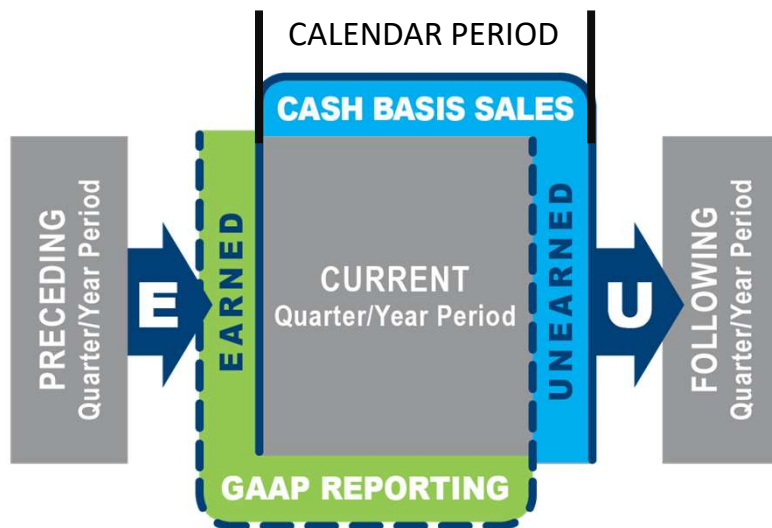 CALENDAR PERIOD
CASH BASIS SALES
PRECEDING
Quarter/Year Period
E
EARNED
CURRENT
Quarter/Year Period
UNEARNED
U
FOLLOWING
Quarter/Year Period
GAAP REPORTING